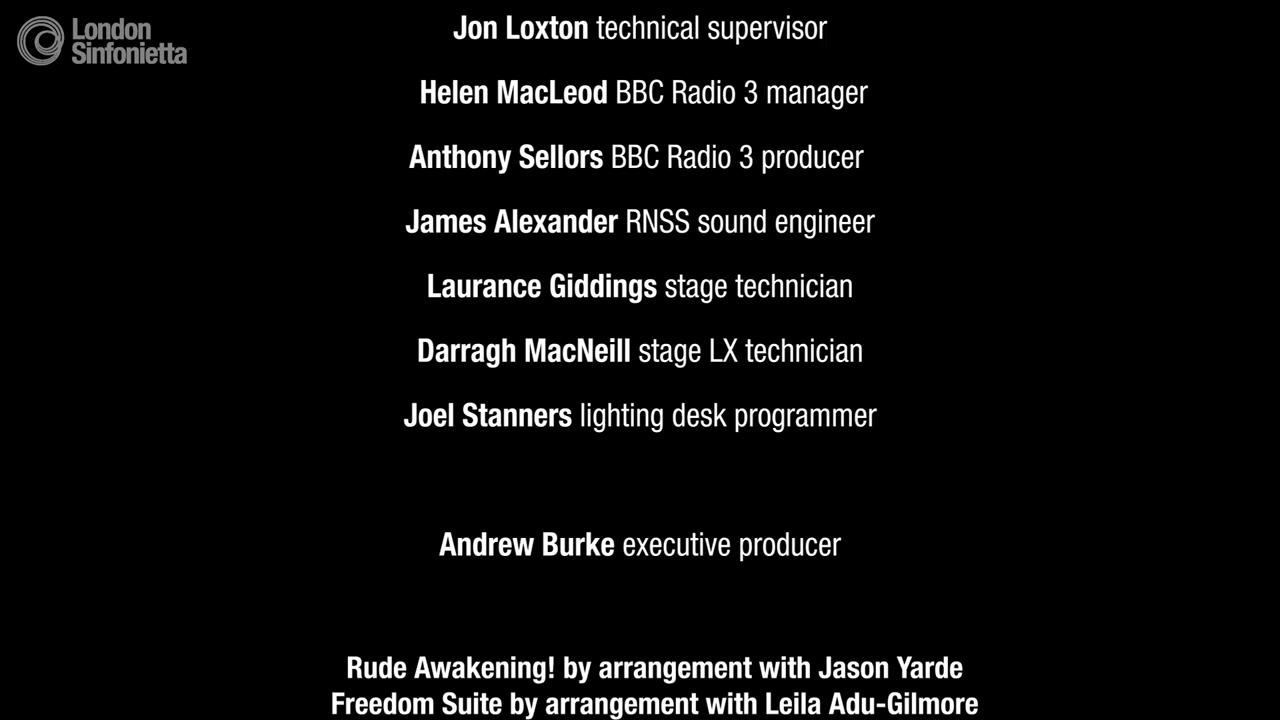 London
Sinfonietta
Jon Loxton technical supervisor
Helen MacLeod BBC Radio 3 manager
Anthony Sellors BBC Radio 3 producer
James Alexander RNSS sound engineer
Laurance Giddings stage technician
Darragh MacNeill stage LX technician
Joel Stanners lighting desk programmer
Andrew Burke executive producer
Rude Awakening! by arrangement with Jason Yarde
Freedom Suite by arrangement with Leila Adu-Gilmore